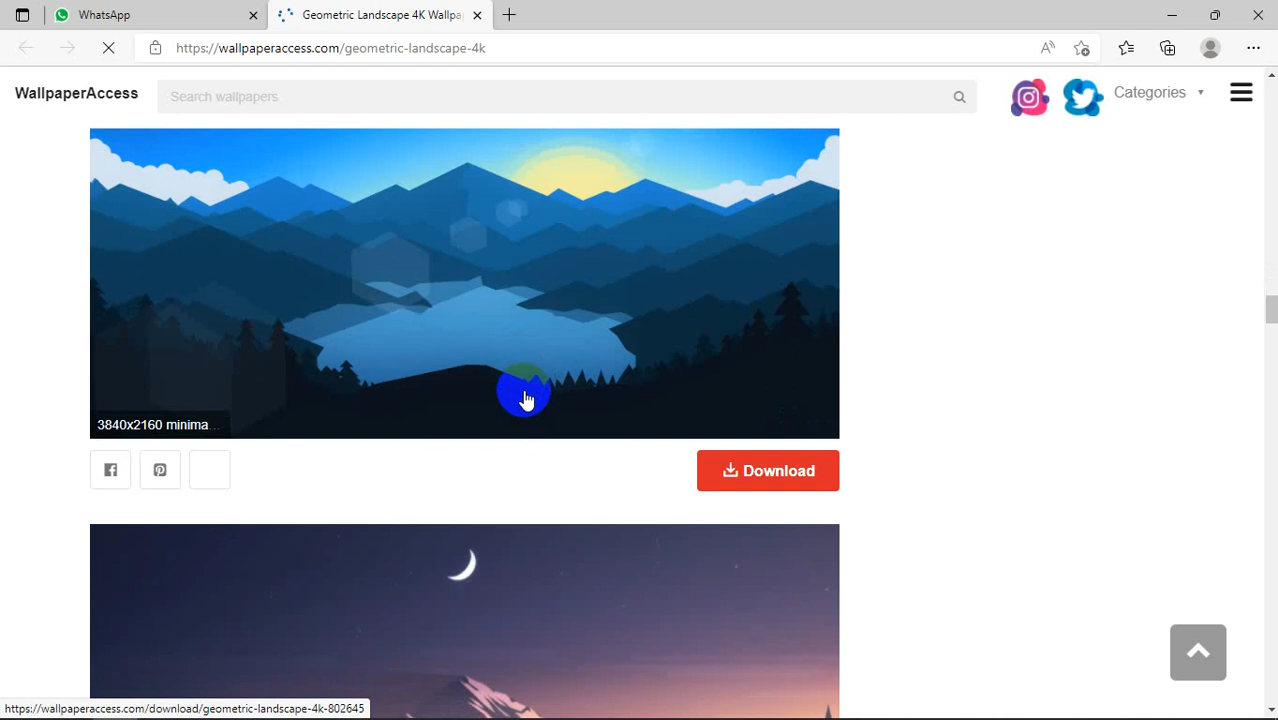 WhatsApp
Geometric Landscape 4K Wallpa
https://wallpaperaccess.com/geometric-landscape-4k
WallpaperAccess
Search wallpapers
Categories
3840x2160 minima...
Download
https://wallpaperaccess.com/download/geometric-landscape-4k-802645